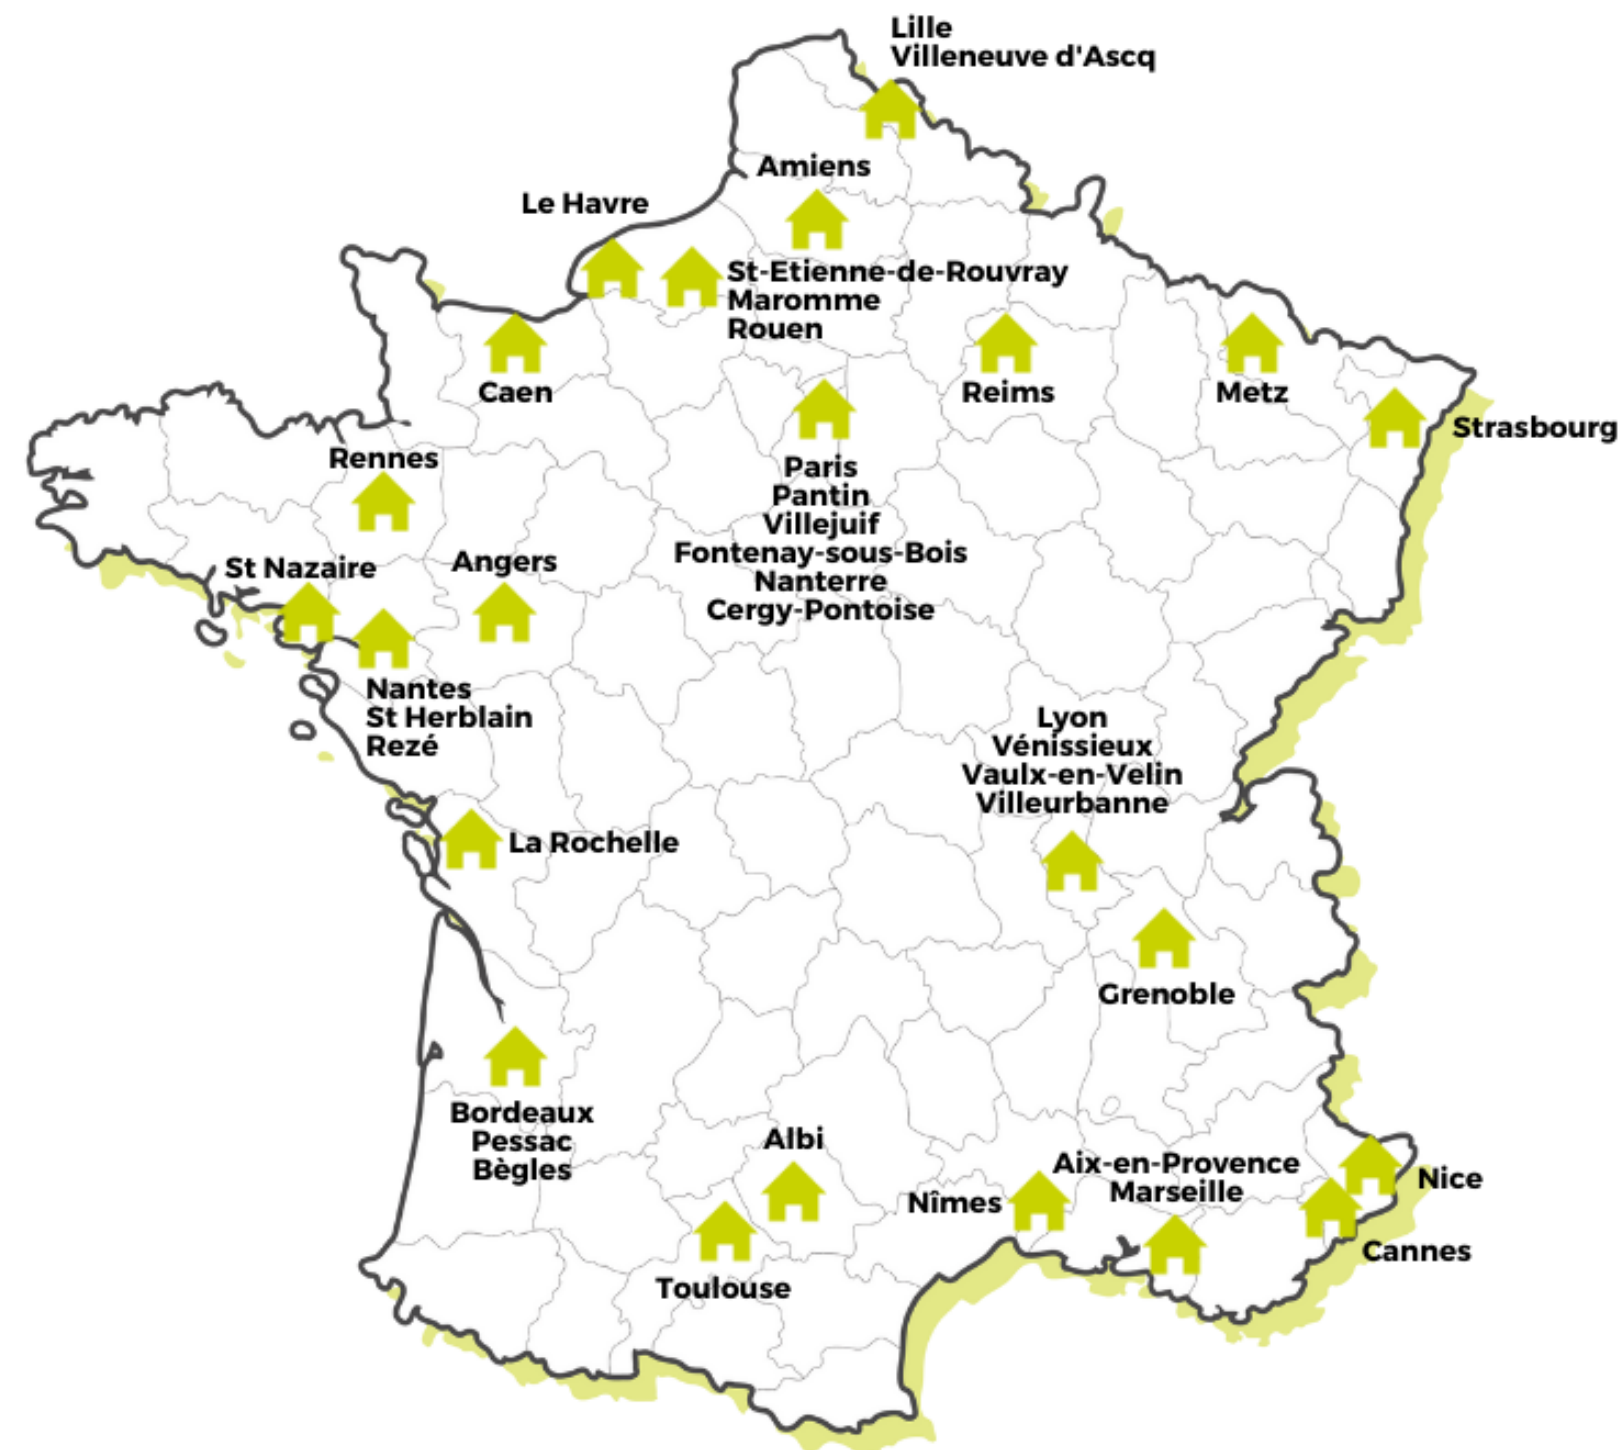 Lille
Villeneuve d'Ascq
Amiens
Le Havre
St-Etienne-de-Rouvray
Maromme
Rouen
Caen
Reims
Metz
Strasbourg
Rennes
Paris
Pantin
Villejuif
Fontenay-sous-Bois
Nanterre
Cergy-Pontoise
St Nazaire
Angers
Nantes
St Herblain
Rezé
Lyon
Vénissieux
Vaulx-en-Velin
Villeurbanne
La Rochelle
Grenoble
Bordeaux
Pessac
Bègles
Albi
Aix-en-Provence
Marseille
Nîmes
Nice
Cannes
Toulouse